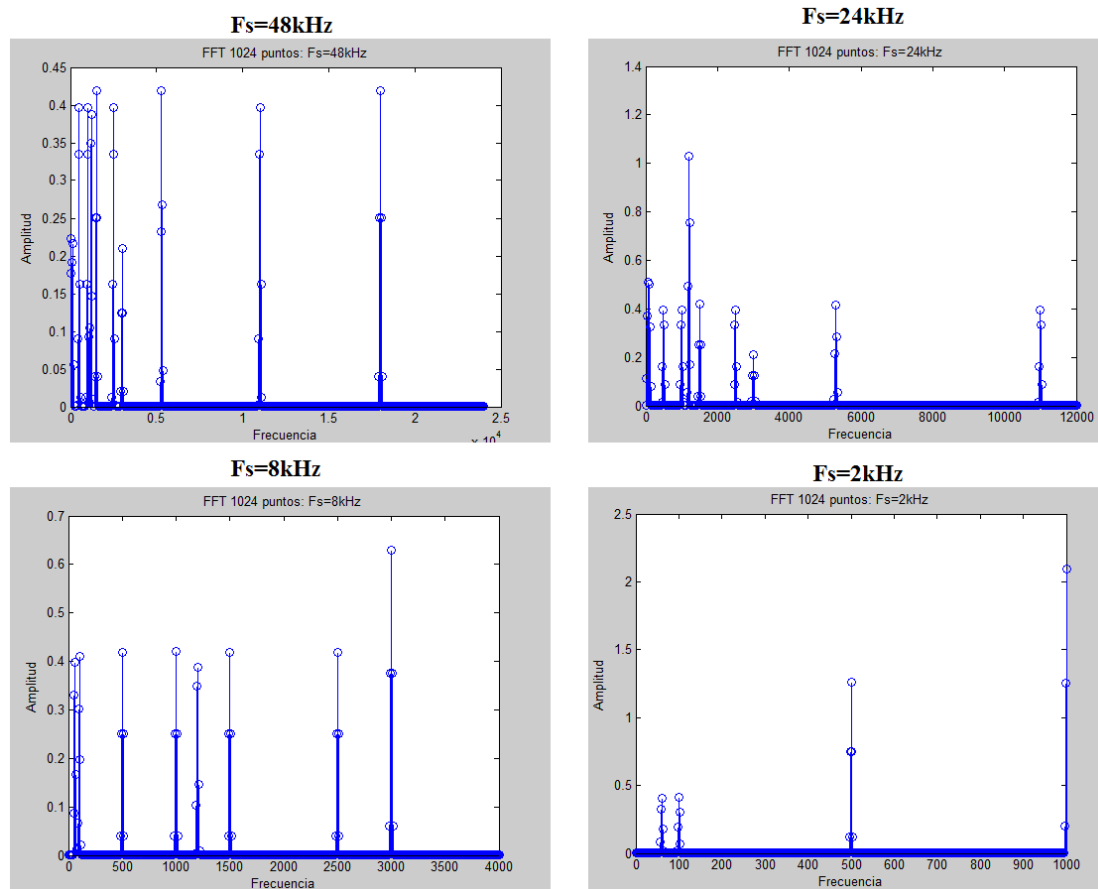 Fs=48kHz
FFT 1024 puntos: Fs=48kHz
0.45
0.4
0.35
0.3
0.25
0.2
0.15
0.1
0.05
0
Amplitud
0 0.5 1 1.5 2 2.5
Frecuencia
x 10^4
Fs=24kHz
FFT 1024 puntos: Fs=24kHz
1.4
1.2
1
0.8
0.6
0.4
0.2
0
Amplitud
0 2000 4000 6000 8000 10000 12000
Frecuencia
Fs=8kHz
FFT 1024 puntos: Fs=8kHz
0.7
0.6
0.5
0.4
0.3
0.2
0.1
0
Amplitud
0 500 1000 1500 2000 2500 3000 3500 4000
Frecuencia
Fs=2kHz
FFT 1024 puntos: Fs=2kHz
2.5
2
1.5
1
0.5
0
Amplitud
0 100 200 300 400 500 600 700 800 900 1000
Frecuencia